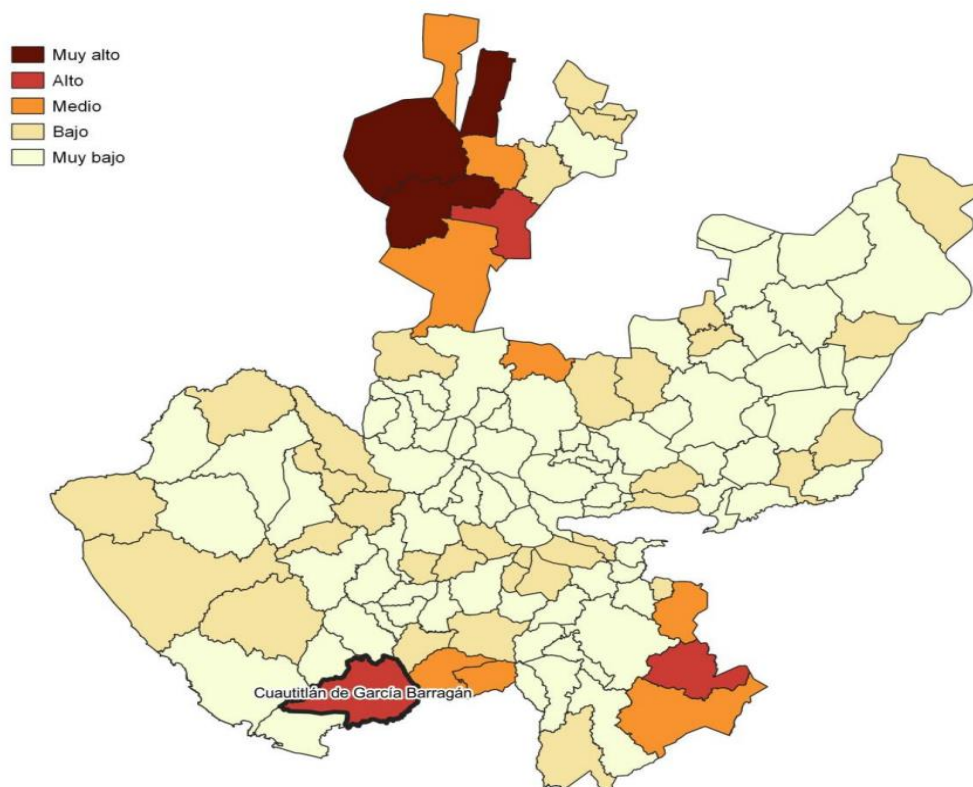 Muy alto
Alto
Medio
Bajo
Muy bajo
Cuautitlán de García Barragán